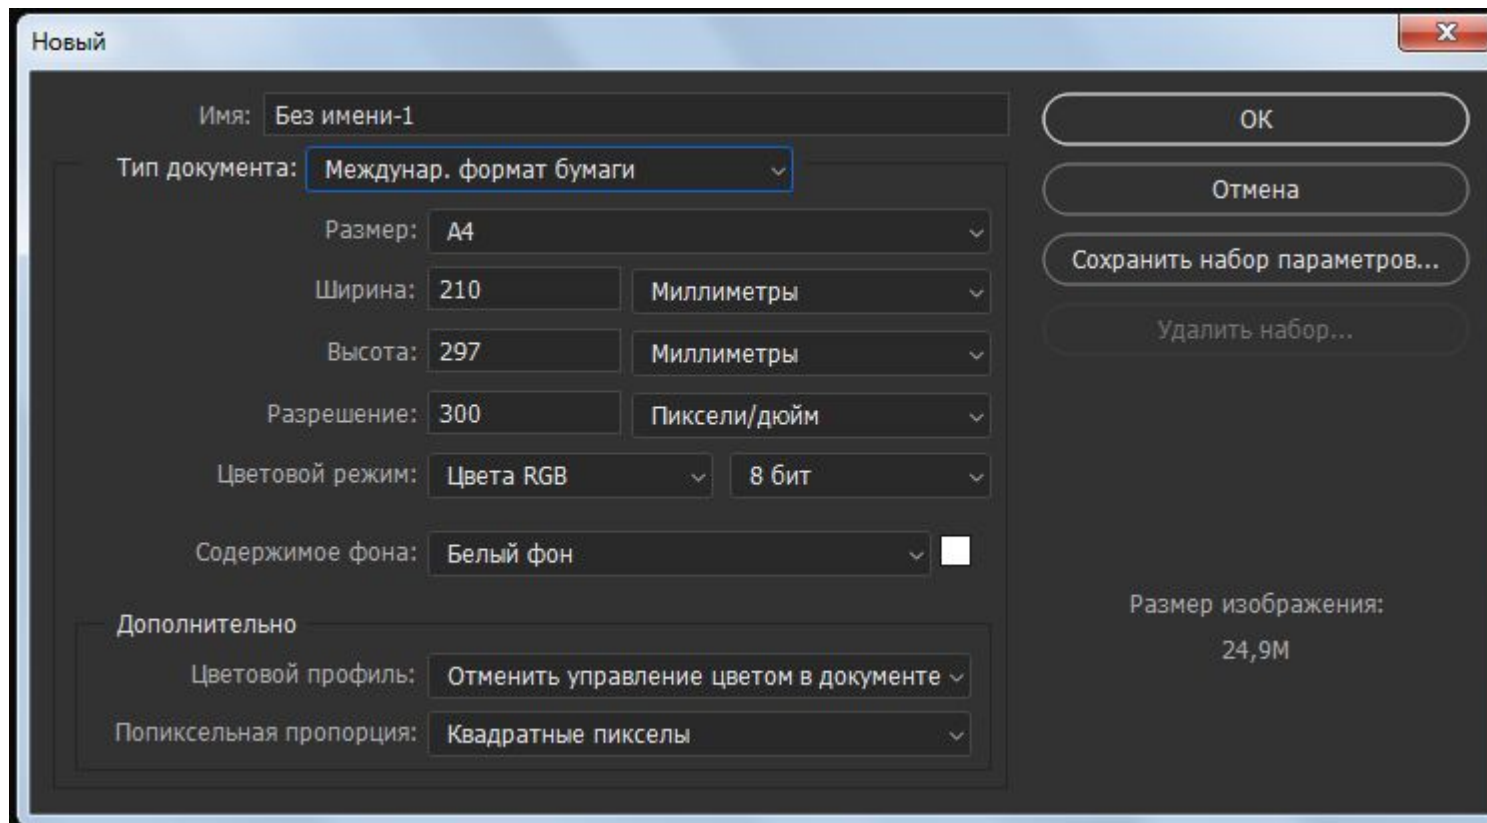 Новый
Имя: Без имени-1
Тип документа: Междунар. формат бумаги
Размер: A4
Ширина: 210 Миллиметры
Высота: 297 Миллиметры
Разрешение: 300 Пиксели/дюйм
Цветовой режим: Цвета RGB 8 бит
Содержимое фона: Белый фон
Дополнительно
Цветовой профиль: Отменить управление цветом в документе
Попиксельная пропорция: Квадратные пикселы
ОК
Отмена
Сохранить набор параметров...
Удалить набор...
Размер изображения:
24,9M